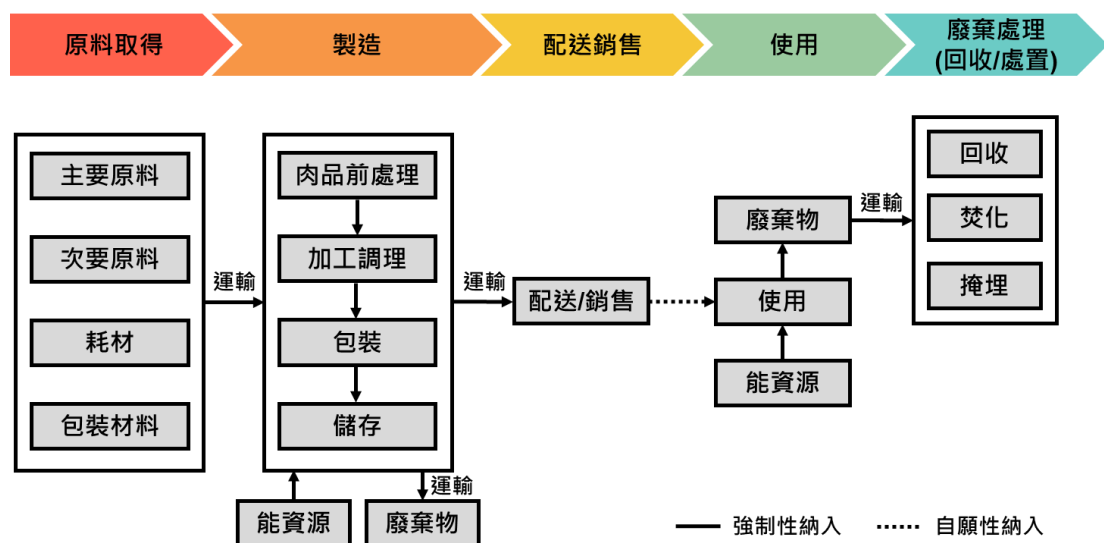 原料取得
製造
配送銷售
使用
廢棄處理
(回收/處置)
主要原料
次要原料
耗材
包裝材料
運輸
肉品前處理
加工調理
包裝
儲存
能資源
運輸
廢棄物
運輸
配送/銷售
廢棄物
使用
能資源
運輸
回收
焚化
掩埋
強制性納入
自願性納入